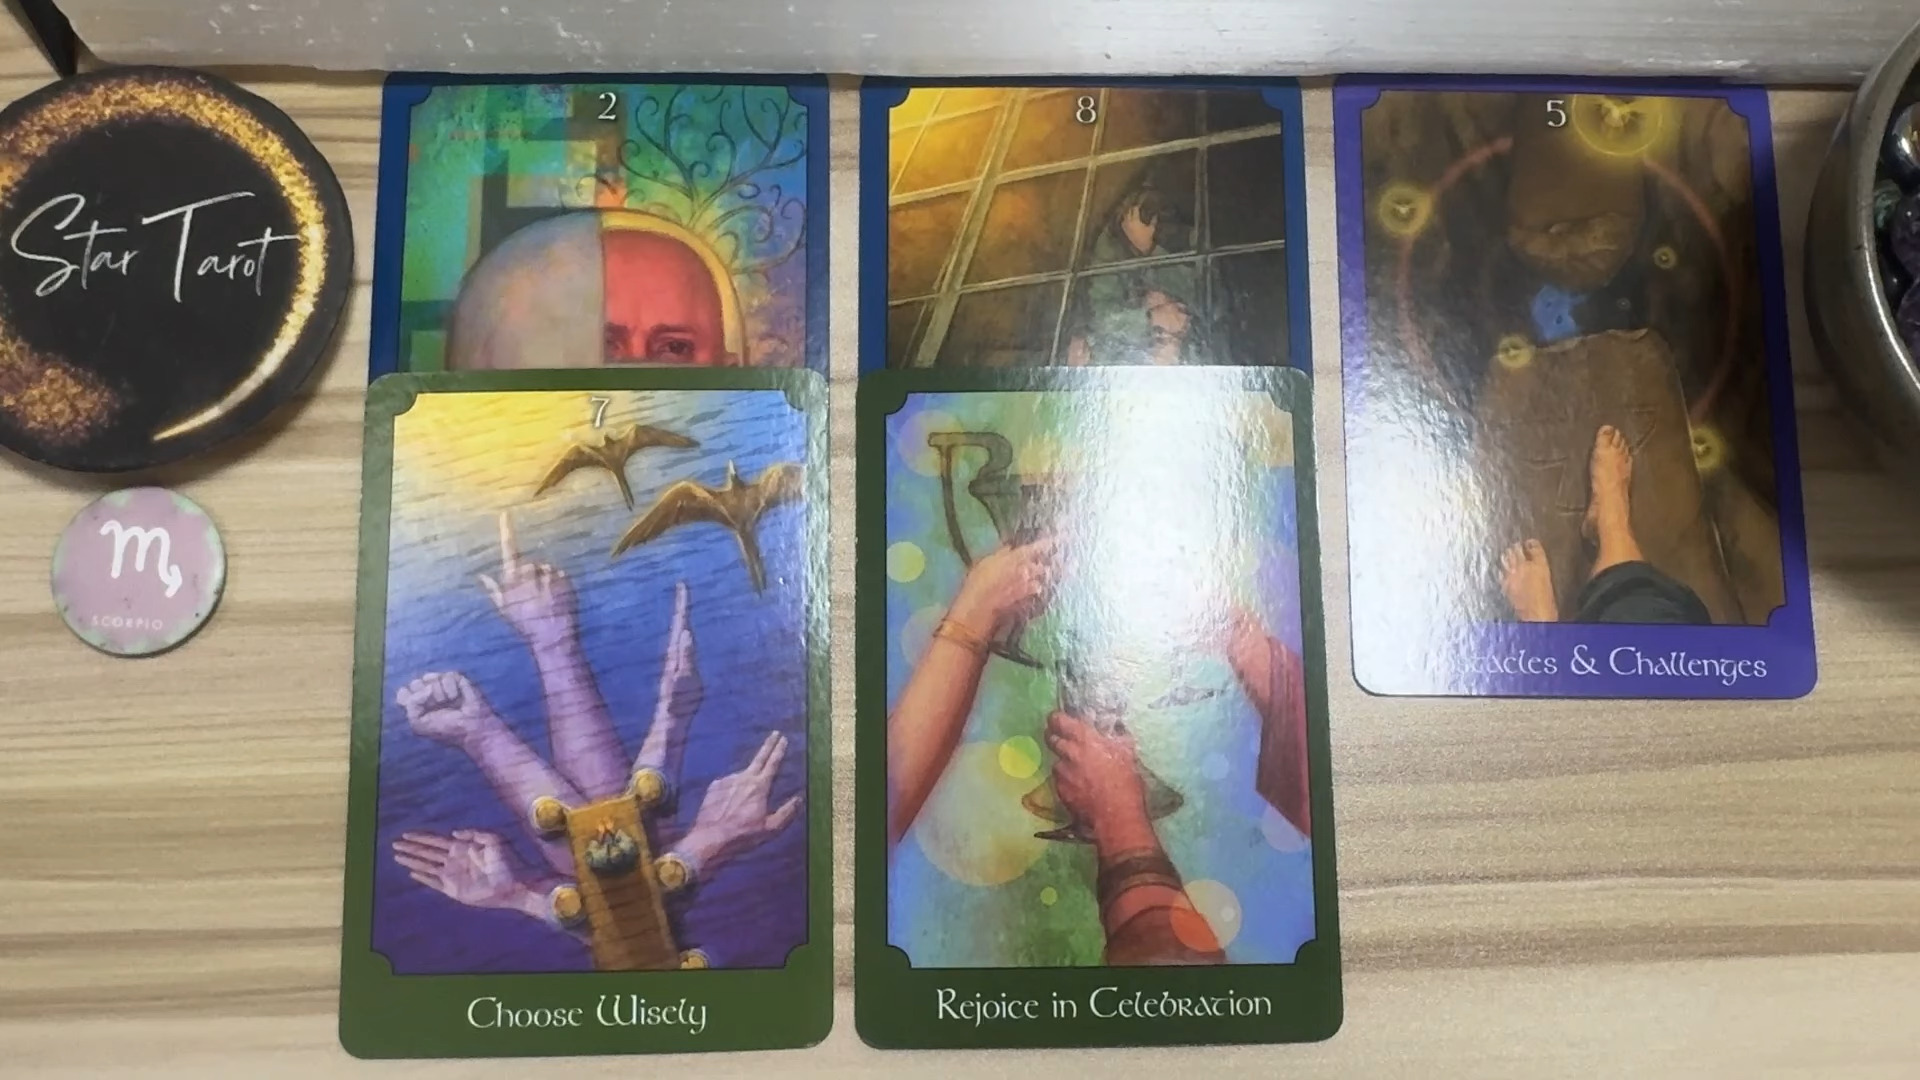 Star Tarot
SCORPIO
2
8
5
& Challenges
7
Choose Wisely
Rejoice in Celebration